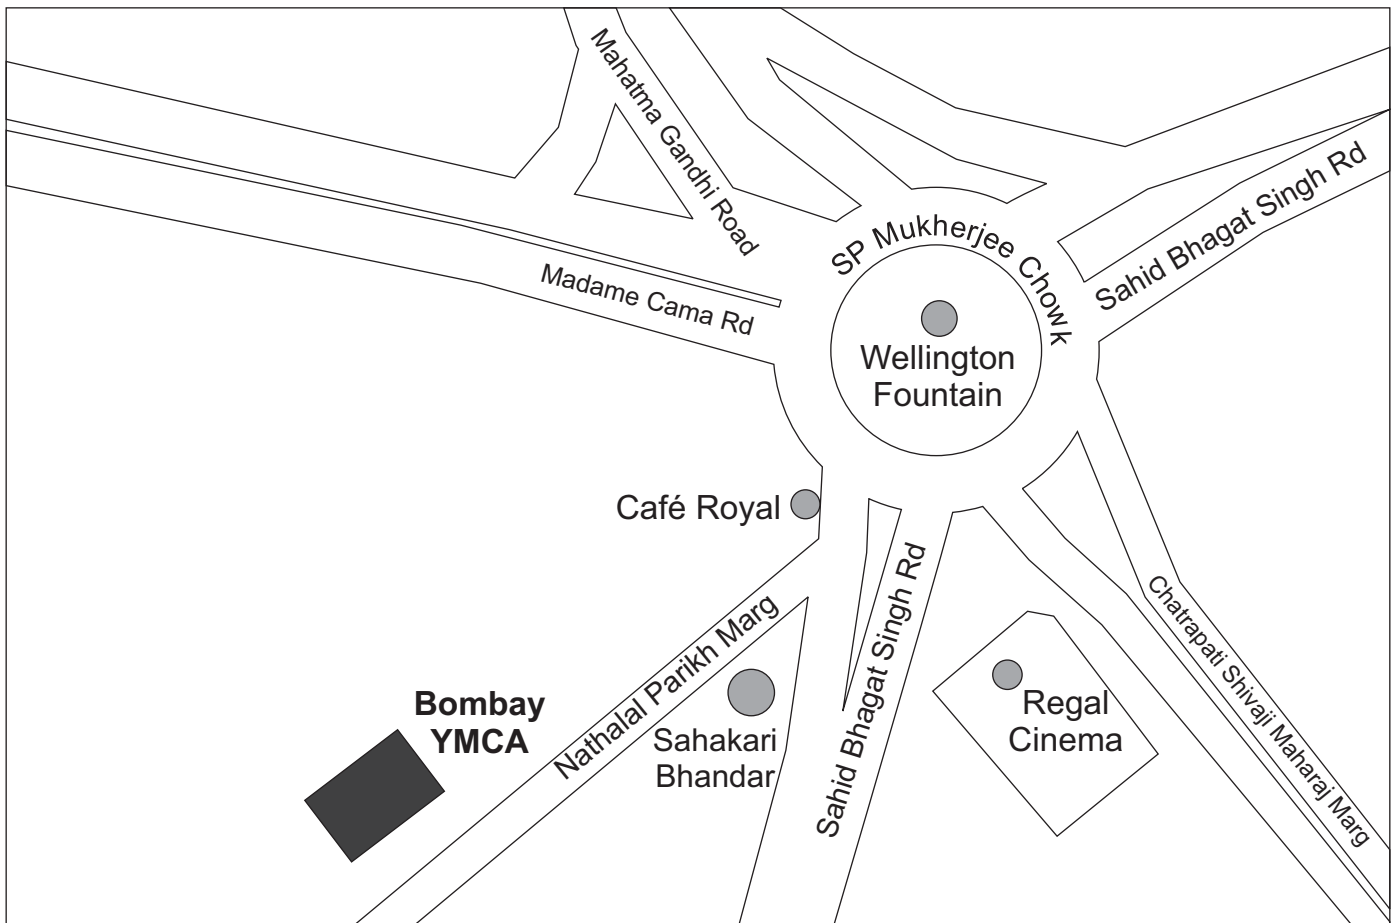 Mahatma Gandhi Road
SP Mukherjee Chowk
Sahid Bhagat Singh Rd
Madame Cama Rd
Wellington
Fountain
Café Royal
Nathalal Parikh Marg
Sahid Bhagat Singh Rd
Chatrapati Shivaji Maharaj Marg
Bombay
YMCA
Sahakari
Bhandar
Regal
Cinema